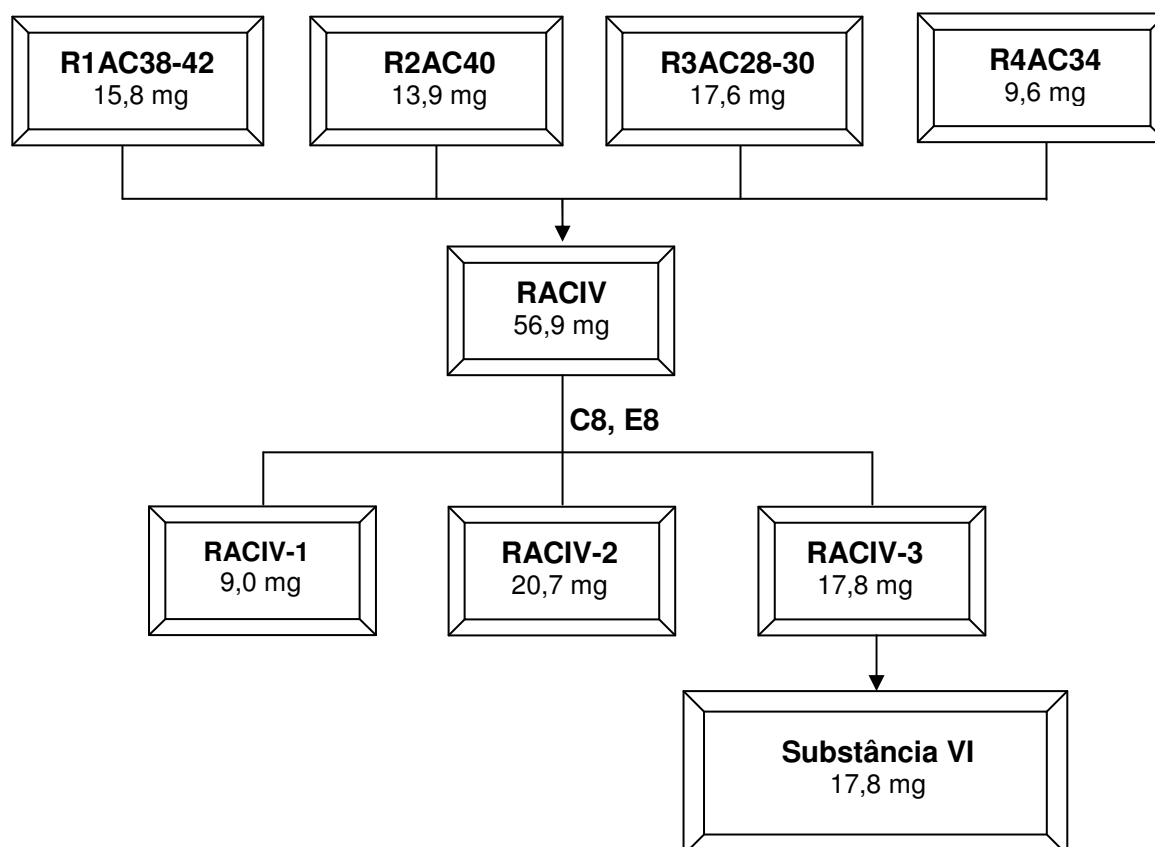 R1AC38-42
15,8 mg
R2AC40
13,9 mg
R3AC28-30
17,6 mg
R4AC34
9,6 mg
RACIV
56,9 mg
C8, E8
RACIV-1
9,0 mg
RACIV-2
20,7 mg
RACIV-3
17,8 mg
Substância VI
17,8 mg